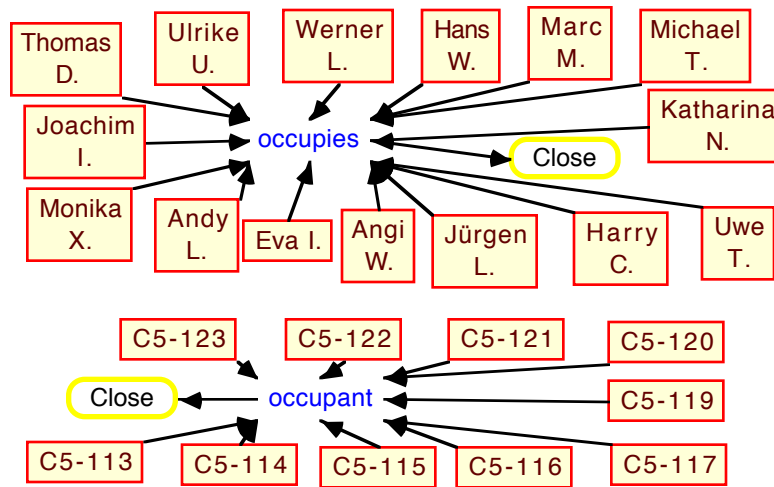 Thomas
D.
Ulrike
U.
Werner
L.
Hans
W.
Marc
M.
Michael
T.
Joachim
I.
occupies
Katharina
N.
Close
Monika
X.
Andy
L.
Eva I.
Angi
W.
Jürgen
L.
Harry
C.
Uwe
T.
C5-123
C5-122
C5-121
C5-120
Close
occupant
C5-119
C5-113
C5-114
C5-115
C5-116
C5-117